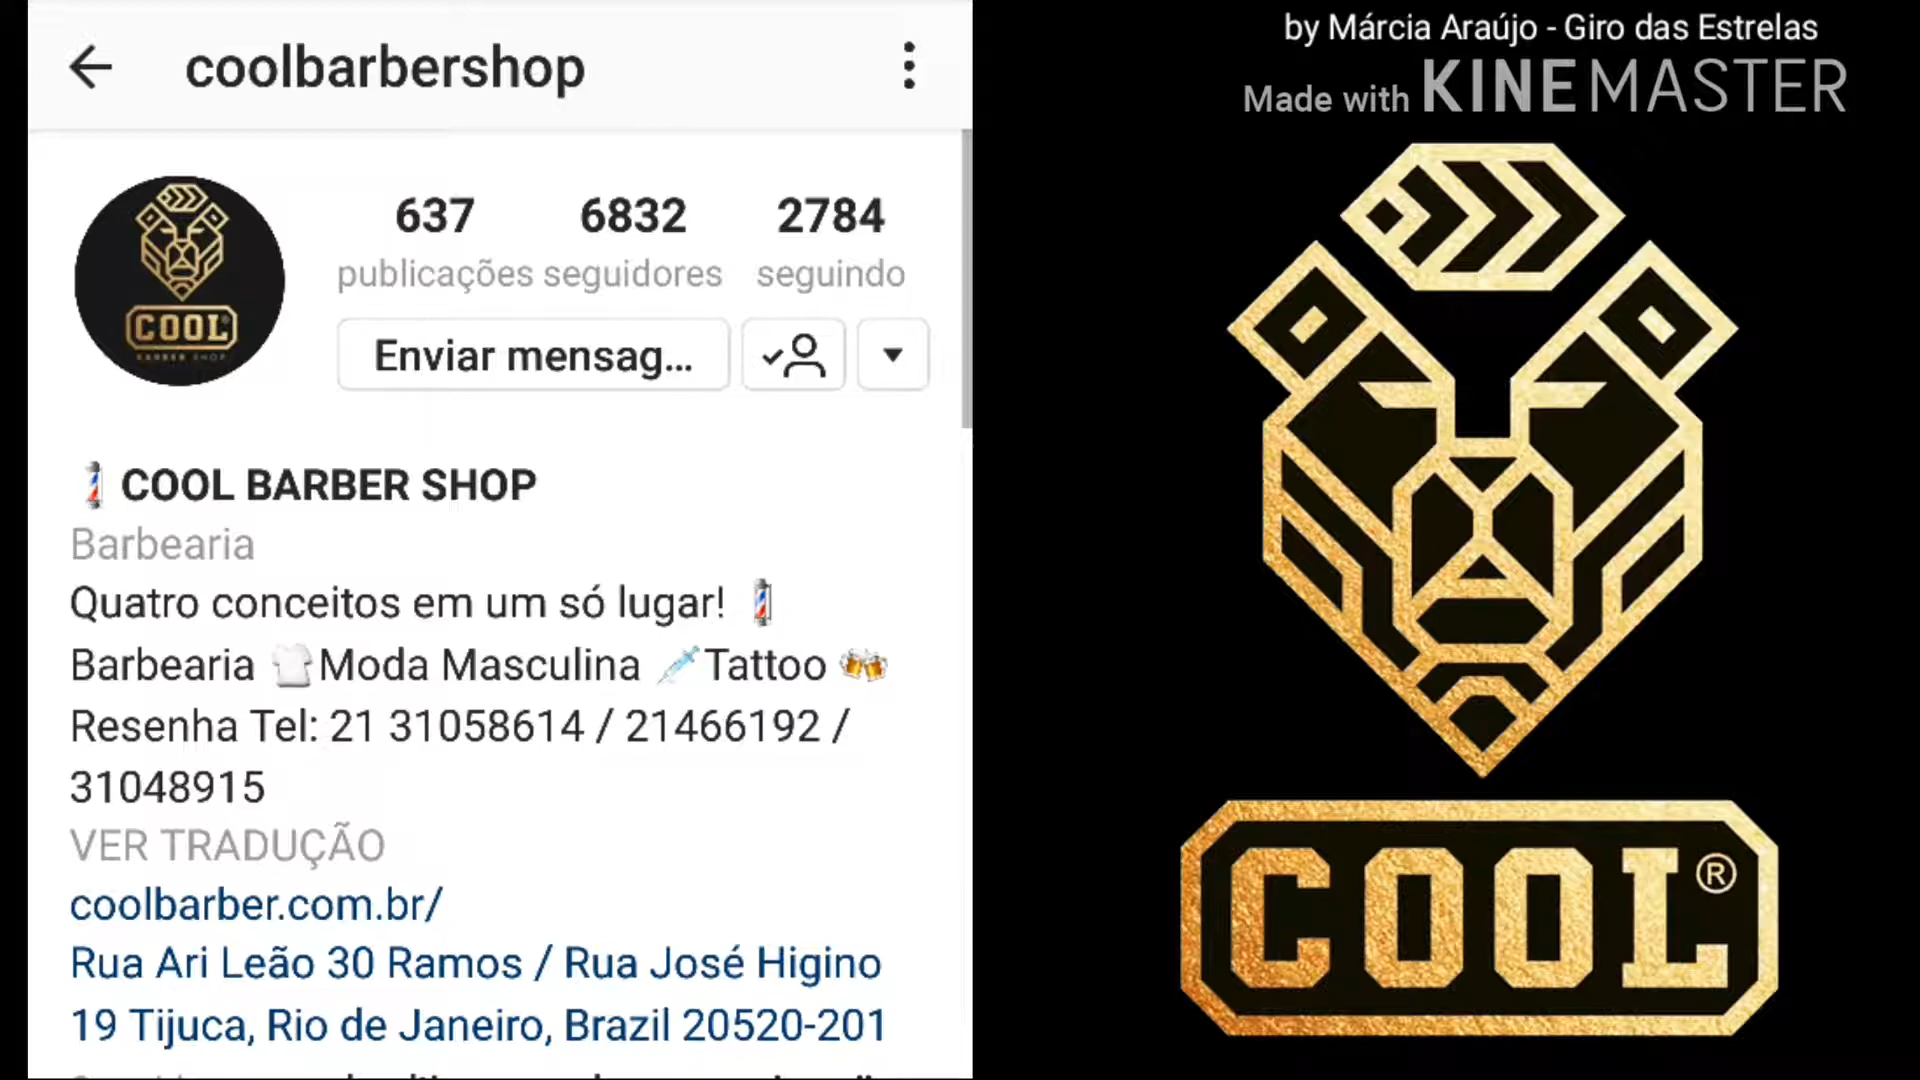 coolbarbershop
637 6832 2784
publicações seguidores seguindo
Enviar mensag...
COOL BARBER SHOP
Barbearia
Quatro conceitos em um só lugar!
Barbearia Moda Masculina Tattoo
Resenha Tel: 21 31058614 / 21466192 /
31048915
VER TRADUÇÃO
coolbarber.com.br/
Rua Ari Leão 30 Ramos / Rua José Higino
19 Tijuca, Rio de Janeiro, Brazil 20520-201
COOL
BARBER SHOP
by Márcia Araújo - Giro das Estrelas
Made with KINEMASTER
COOL®